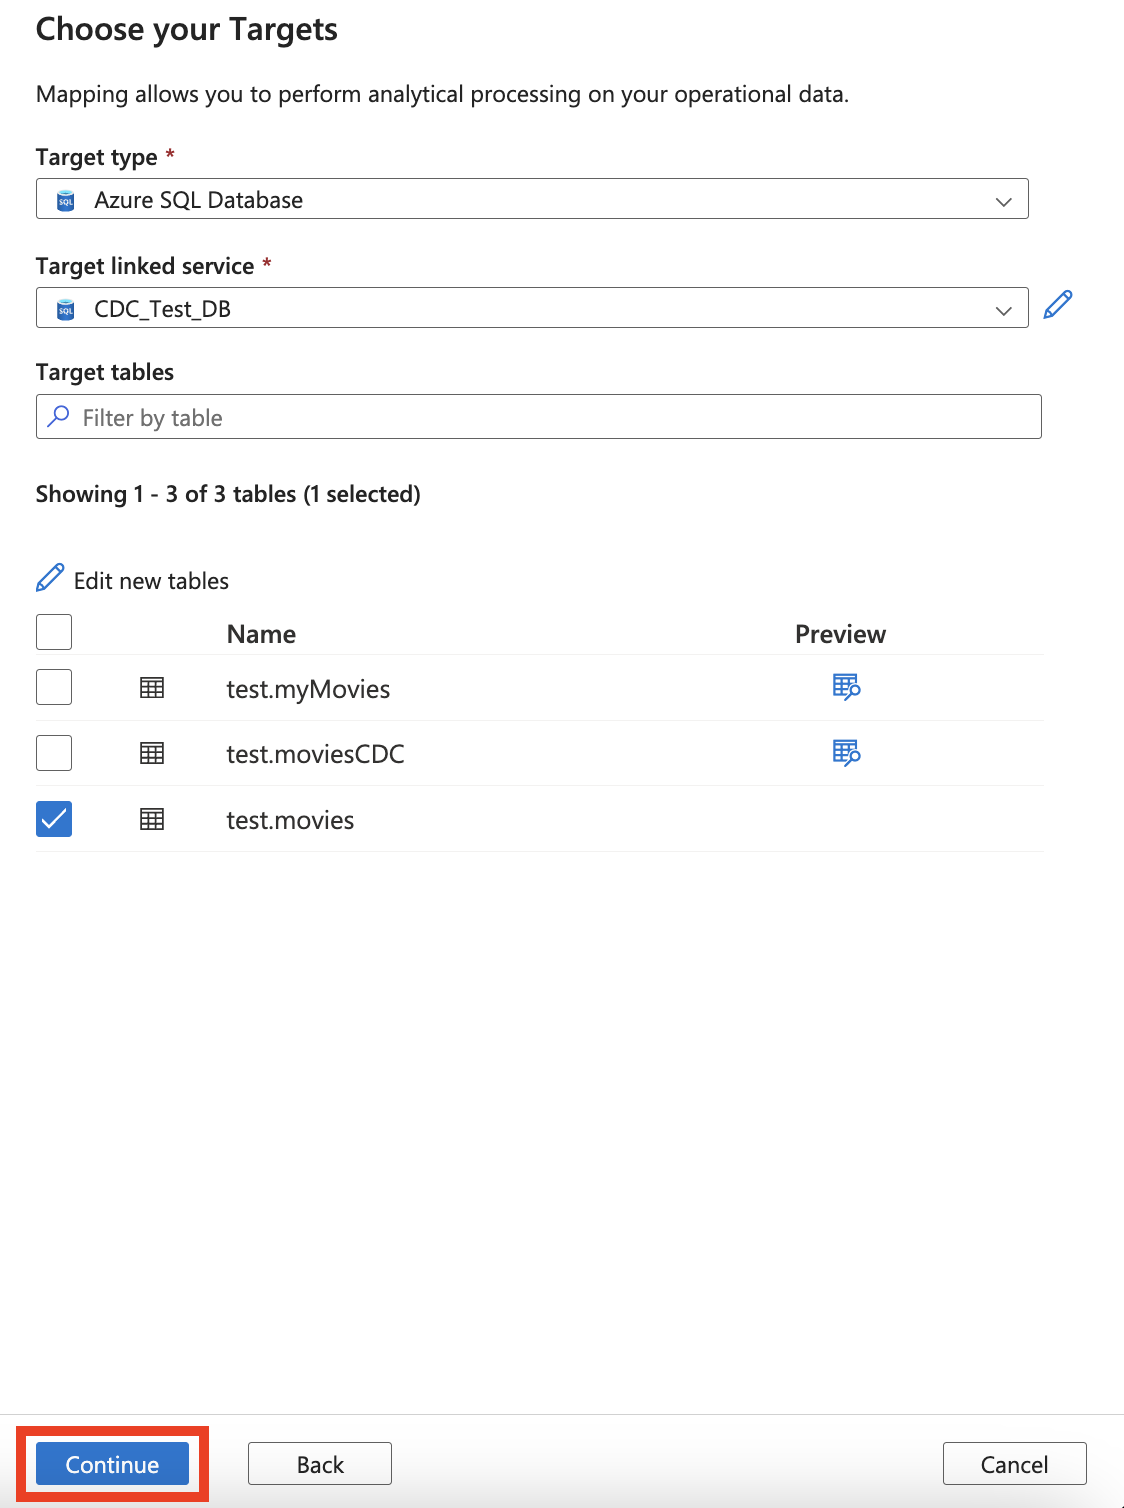 Choose your Targets
Mapping allows you to perform analytical processing on your operational data.
Target type *
SQL Azure SQL Database
Target linked service *
SQL CDC_Test_DB
Target tables
Filter by table
Showing 1 - 3 of 3 tables (1 selected)
Edit new tables
Name Preview
test.myMovies
test.moviesCDC
test.movies
Continue Back Cancel